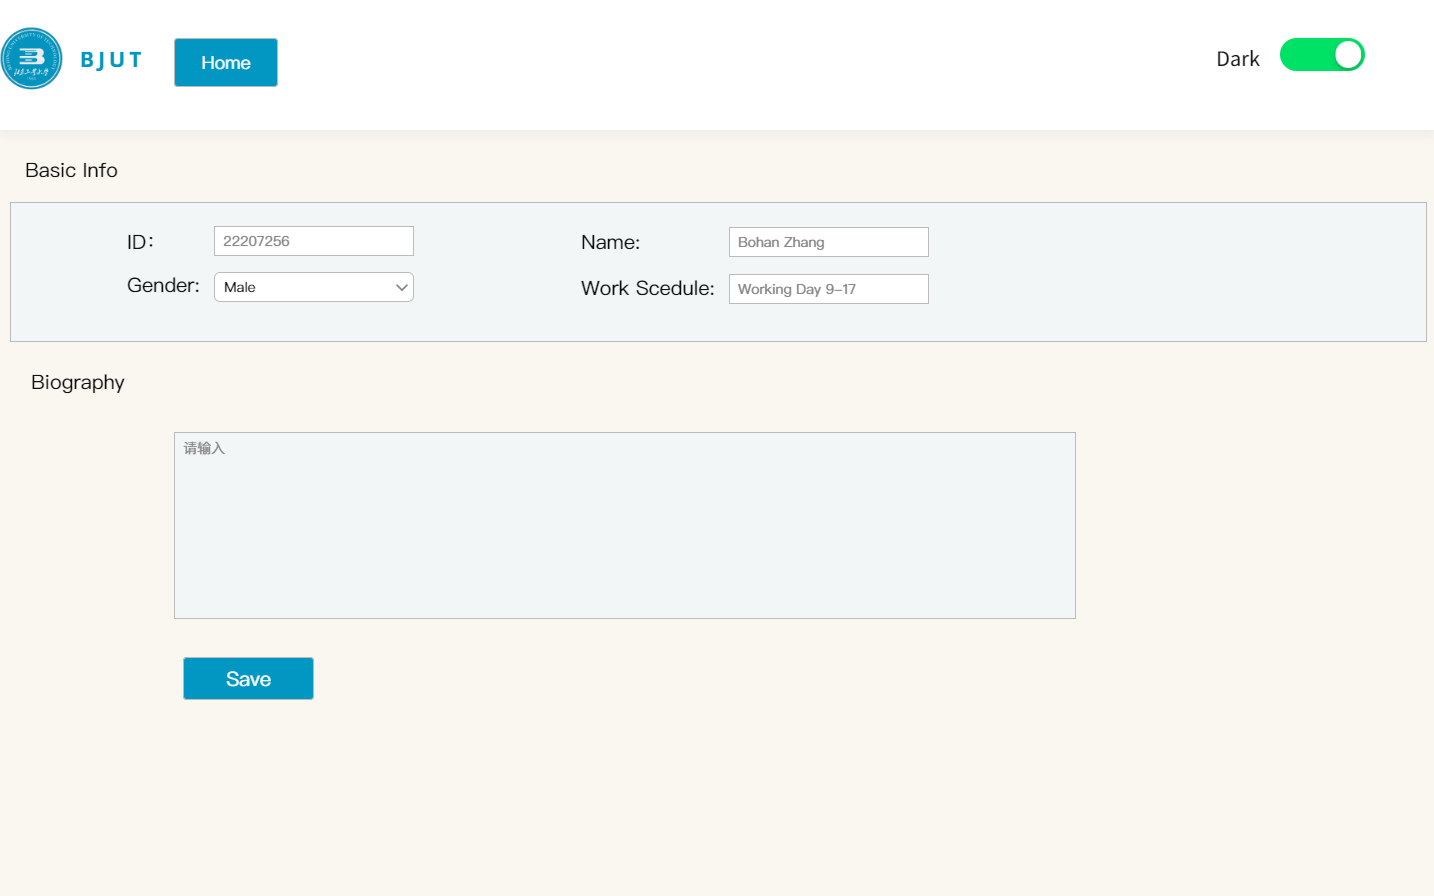 BJUT
Home
Dark
Basic Info
ID：
22207256
Name:
Bohan Zhang
Gender:
Male
Work Scedule:
Working Day 9-17
Biography
请输入
Save